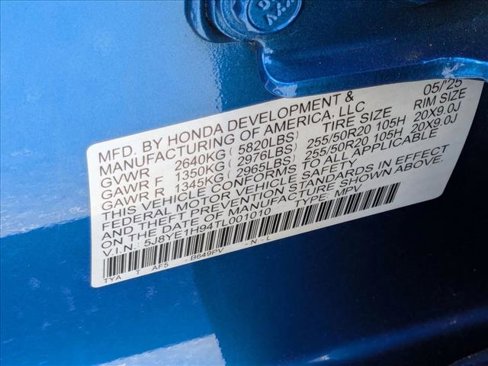 MFD. BY HONDA DEVELOPMENT &
MANUFACTURING OF AMERICA, LLC 05/25
GVWR 2640KG (5820LBS) TIRE SIZE RIM SIZE
GAWR F 1350KG (2976LBS) 255/50R20 105H 20X9.0J
GAWR R 1345KG (2965LBS) 255/50R20 105H 20X9.0J
THIS VEHICLE CONFORMS TO ALL APPLICABLE
FEDERAL MOTOR VEHICLE SAFETY AND
THEFT PREVENTION STANDARDS IN EFFECT ON
THE DATE OF MANUFACTURE SHOWN ABOVE.
V.I.N: 5J8YE1H94TL001010 TYPE: MPV
TYA T AF5 B649PV -N-L